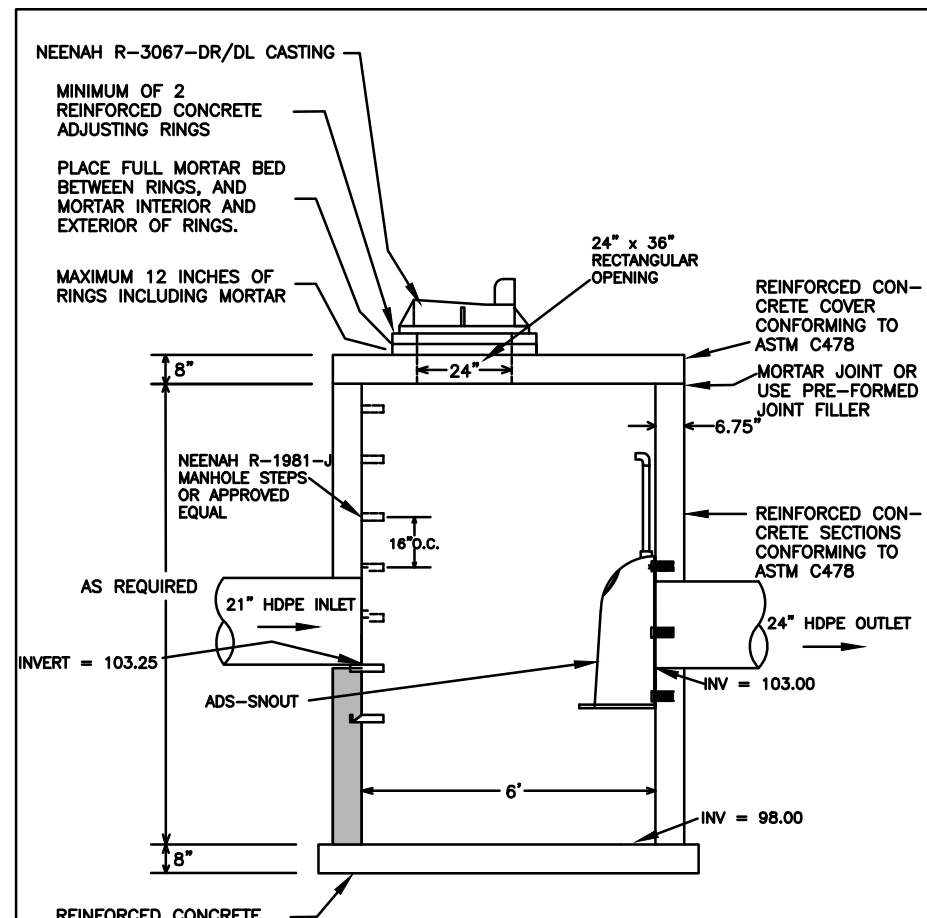 NEENAH R-3067-DR/DL CASTING
MINIMUM OF 2
REINFORCED CONCRETE
ADJUSTING RINGS
PLACE FULL MORTAR BED
BETWEEN RINGS, AND
MORTAR INTERIOR AND
EXTERIOR OF RINGS.
MAXIMUM 12 INCHES OF
RINGS INCLUDING MORTAR
24" x 36"
RECTANGULAR
OPENING
REINFORCED CON-
CRETE COVER
CONFORMING TO
ASTM C478
8"
24"
MORTAR JOINT OR
USE PRE-FORMED
JOINT FILLER
6.75"
NEENAH R-1981-J
MANHOLE STEPS
OR APPROVED
EQUAL
16"O.C.
REINFORCED CON-
CRETE SECTIONS
CONFORMING TO
ASTM C478
AS REQUIRED
21" HDPE INLET
24" HDPE OUTLET
INVERT = 103.25
ADS-SNOUT
INV = 103.00
6'
INV = 98.00
8"
REINFORCED CONCRETE